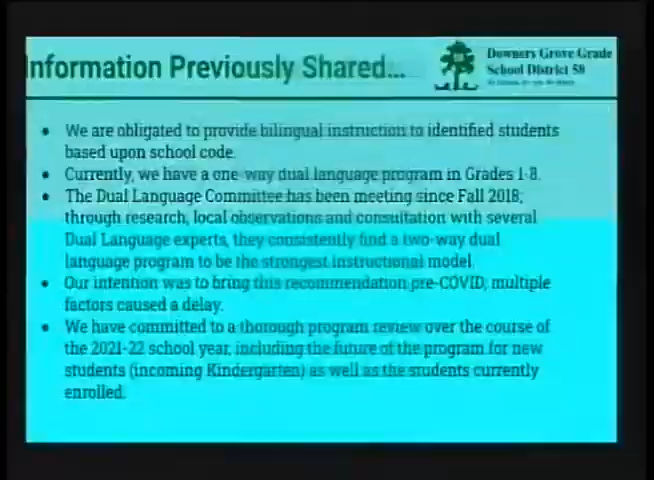 Information Previously Shared...
Downers Grove Grade
School District 58
• We are obligated to provide bilingual instruction to identified students
based upon school code.
• Currently, we have a one-way dual language program in Grades 1-8.
• The Dual Language Committee has been meeting since Fall 2018;
through research, local observations and consultation with several
Dual Language experts, they consistently find a two-way dual
language program to be the strongest instructional model.
• Our intention was to bring this recommendation pre-COVID; multiple
factors caused a delay.
• We have committed to a thorough program review over the course of
the 2021-22 school year, including the future of the program for new
students (incoming Kindergarten) as well as the students currently
enrolled.